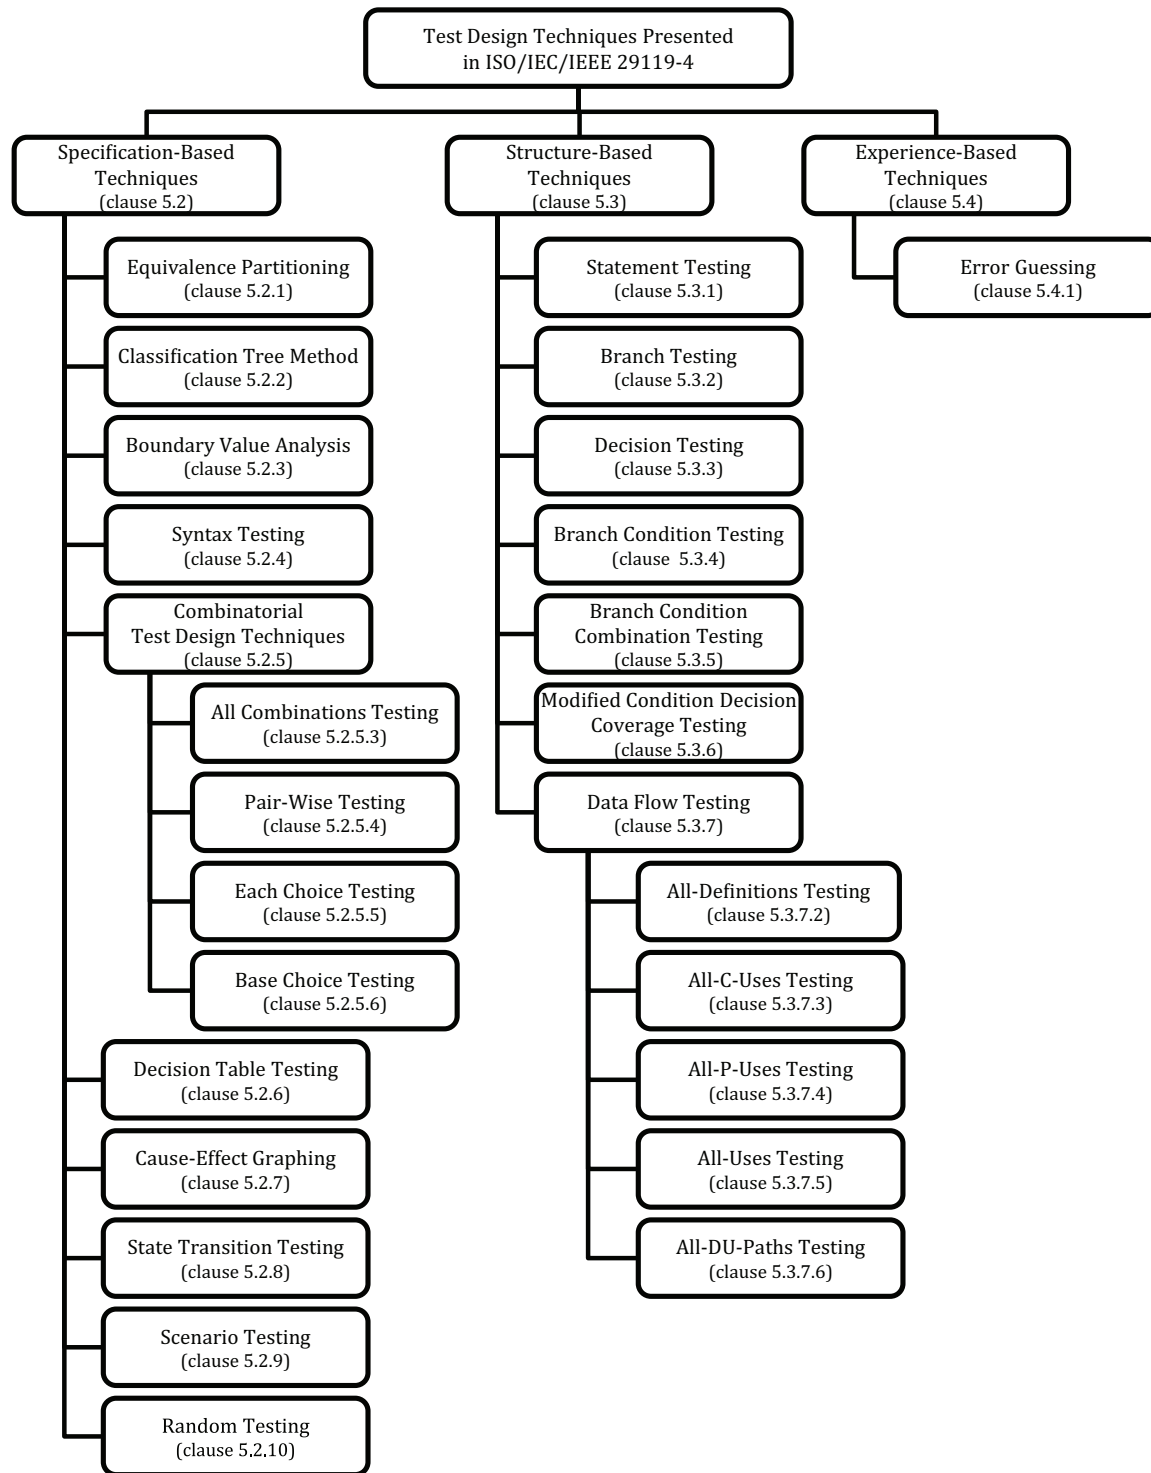 Test Design Techniques Presented
in ISO/IEC/IEEE 29119-4
Specification-Based
Techniques
(clause 5.2)
Equivalence Partitioning
(clause 5.2.1)
Classification Tree Method
(clause 5.2.2)
Boundary Value Analysis
(clause 5.2.3)
Syntax Testing
(clause 5.2.4)
Combinatorial
Test Design Techniques
(clause 5.2.5)
All Combinations Testing
(clause 5.2.5.3)
Pair-Wise Testing
(clause 5.2.5.4)
Each Choice Testing
(clause 5.2.5.5)
Base Choice Testing
(clause 5.2.5.6)
Decision Table Testing
(clause 5.2.6)
Cause-Effect Graphing
(clause 5.2.7)
State Transition Testing
(clause 5.2.8)
Scenario Testing
(clause 5.2.9)
Random Testing
(clause 5.2.10)
Structure-Based
Techniques
(clause 5.3)
Statement Testing
(clause 5.3.1)
Branch Testing
(clause 5.3.2)
Decision Testing
(clause 5.3.3)
Branch Condition Testing
(clause 5.3.4)
Branch Condition
Combination Testing
(clause 5.3.5)
Modified Condition Decision
Coverage Testing
(clause 5.3.6)
Data Flow Testing
(clause 5.3.7)
All-Definitions Testing
(clause 5.3.7.2)
All-C-Uses Testing
(clause 5.3.7.3)
All-P-Uses Testing
(clause 5.3.7.4)
All-Uses Testing
(clause 5.3.7.5)
All-DU-Paths Testing
(clause 5.3.7.6)
Experience-Based
Techniques
(clause 5.4)
Error Guessing
(clause 5.4.1)